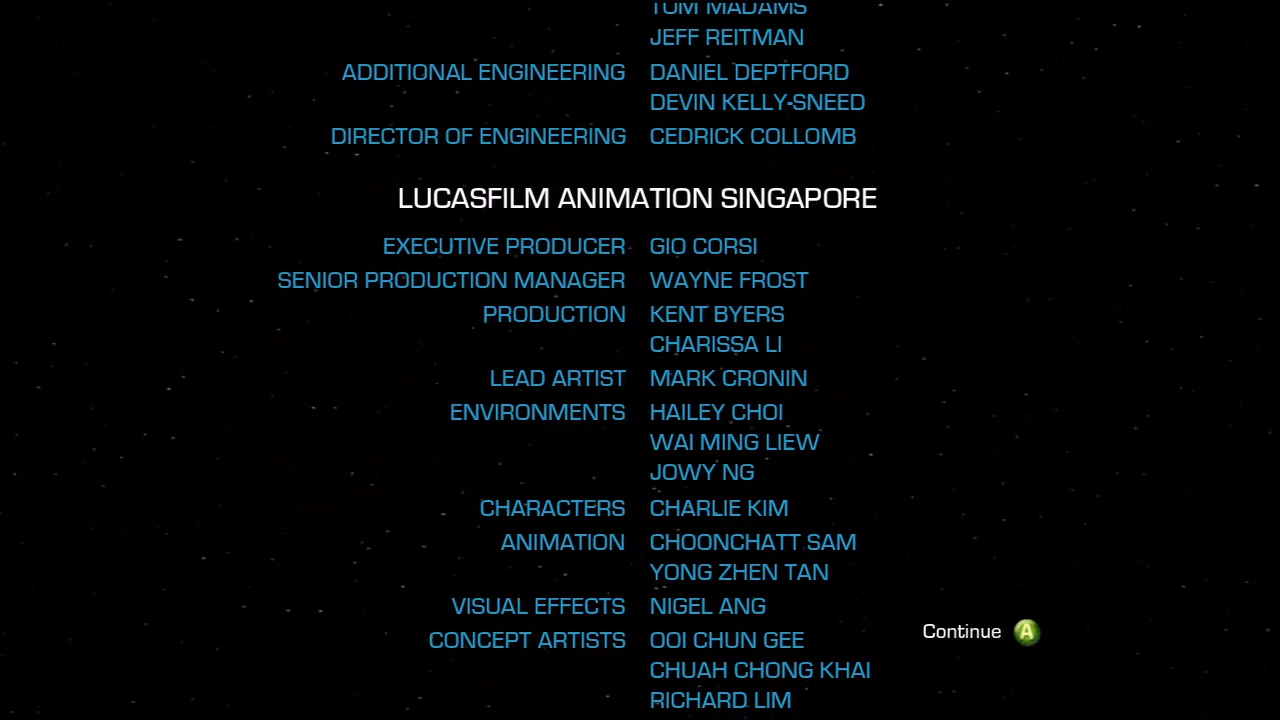 TOM MADAMS
JEFF REITMAN
ADDITIONAL ENGINEERING DANIEL DEPTFORD
DEVIN KELLY-SNEED
DIRECTOR OF ENGINEERING CEDRICK COLLOMB
LUCASFILM ANIMATION SINGAPORE
EXECUTIVE PRODUCER GIO CORSI
SENIOR PRODUCTION MANAGER WAYNE FROST
PRODUCTION KENT BYERS
CHARISSA LI
LEAD ARTIST MARK CRONIN
ENVIRONMENTS HAILEY CHOI
WAI MING LIEW
JOWY NG
CHARACTERS CHARLIE KIM
ANIMATION CHOONCHATT SAM
YONG ZHEN TAN
VISUAL EFFECTS NIGEL ANG
CONCEPT ARTISTS OOI CHUN GEE
Continue A
CHUAH CHONG KHAI
RICHARD LIM